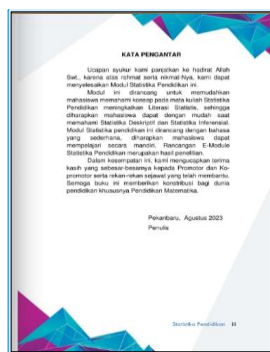 KATA PENGANTAR
Ucapan syukur kami panjatkan ke hadirat Allah
Swt., karena atas rahmat serta nikmat-Nya, kami dapat
menyelesaikan Modul Statistika Pendidikan ini.
Modul ini dirancang untuk memudahkan
mahasiswa memahami konsep pada mata kuliah Statistika
Pendidikan meningkatkan Literasi Statistis, sehingga
diharapkan mahasiswa dapat dengan mudah saat
memahami Statistika Deskriptif dan Statistika Inferensial.
Modul Statistika pendidikan ini dirancang dengan bahasa
yang sederhana, diharapkan mahasiswa dapat
mempelajari secara mandiri. Rancangan E-Module
Statistika Pendidikan merupakan hasil penelitian.
Dalam kesempatan ini, kami mengucapkan terima
kasih yang sebesar-besarnya kepada Promotor dan Ko-
promotor serta rekan-rekan sejawat yang telah membantu.
Semoga buku ini memberikan konstribusi bagi dunia
pendidikan khususnya Pendidikan Matematika.
Pekanbaru, Agustus 2023
Penulis
Statistika Pendidikan iii